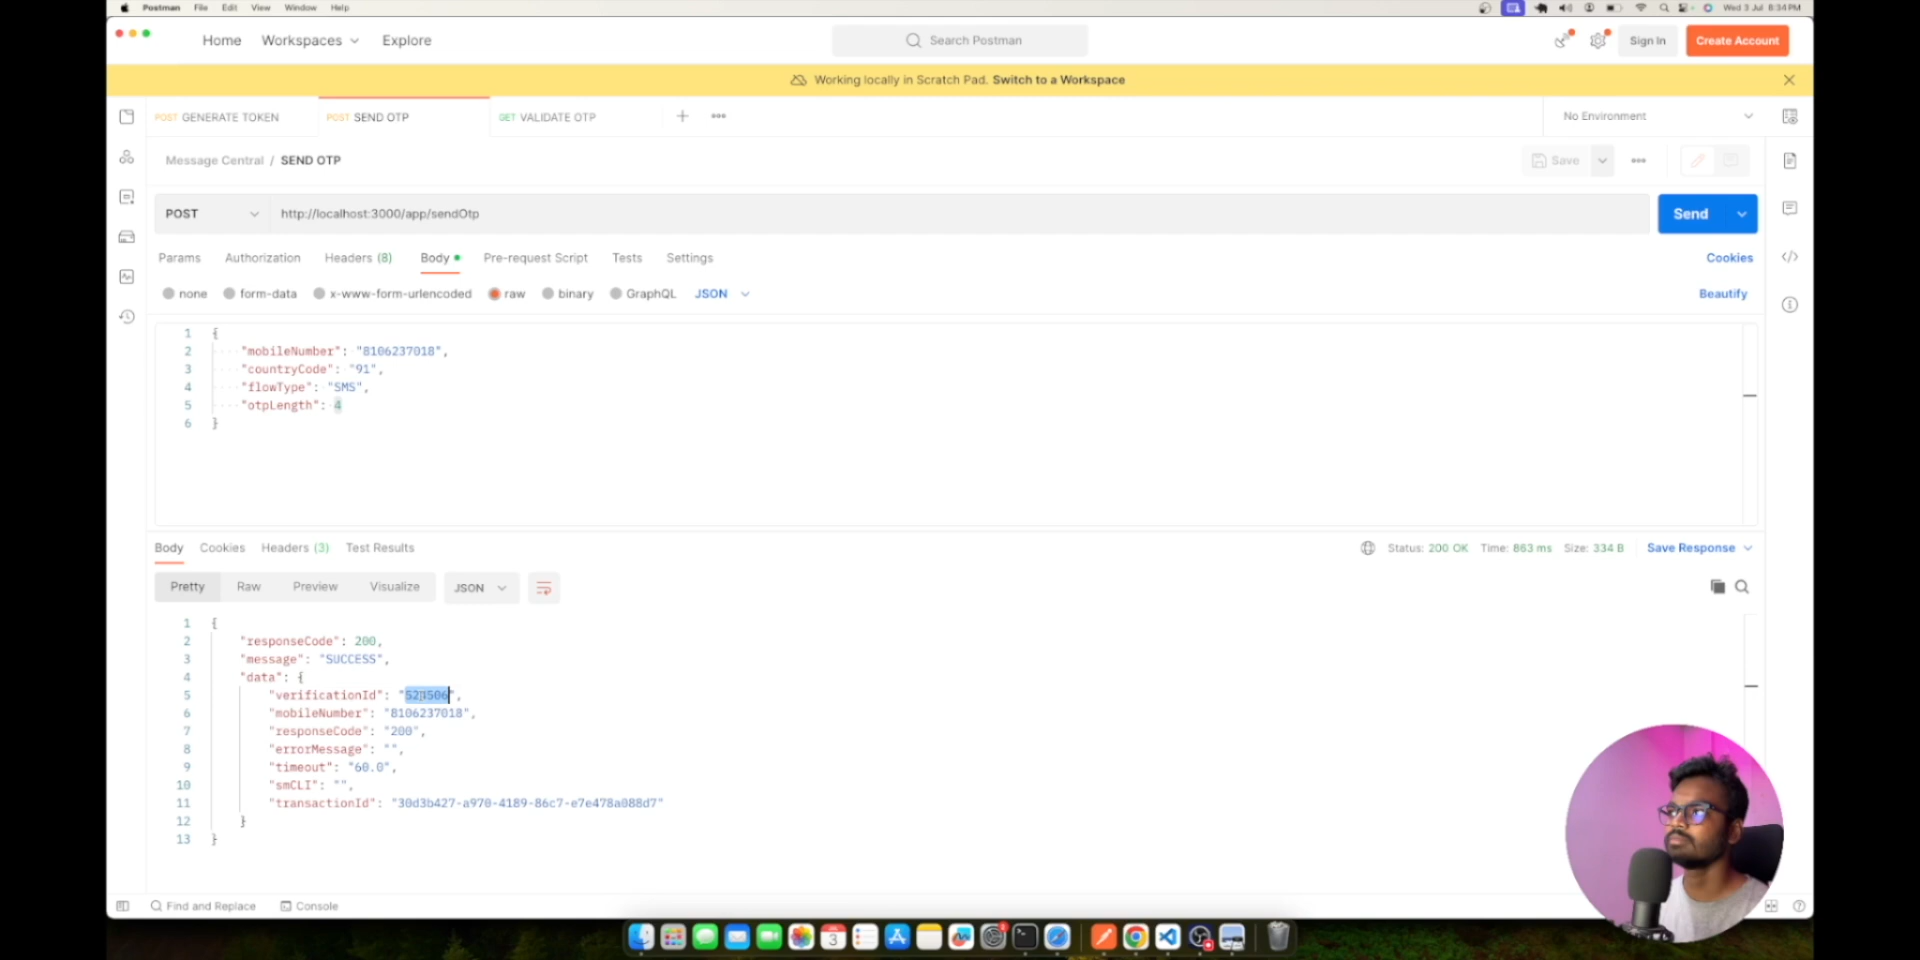 Postman File Edit View Window Help Wed 3 Jul 8:34PM
Home Workspaces Explore Search Postman Sign In Create Account
Working locally in Scratch Pad. Switch to a Workspace
POST GENERATE TOKEN POST SEND OTP GET VALIDATE OTP No Environment
Message Central / SEND OTP Save
POST http://localhost:3000/app/sendOtp Send
Params Authorization Headers (8) Body Pre-request Script Tests Settings Cookies
none form-data x-www-form-urlencoded raw binary GraphQL JSON Beautify
1 {
2 "mobileNumber": "8106237018",
3 "countryCode": "91",
4 "flowType": "SMS",
5 "otpLength": 4
6 }
Body Cookies Headers (3) Test Results Status: 200 OK Time: 863 ms Size: 334 B Save Response
Pretty Raw Preview Visualize JSON
1 {
2 "responseCode": 200,
3 "message": "SUCCESS",
4 "data": {
5 "verificationId":
6 "mobileNumber": "8106237018",
7 "responseCode": "200",
8 "errorMessage": "",
9 "timeout": "60.0",
10 "smCLI": "",
11 "transactionId": "30d3b427-a970-4189-86c7-e7e478a088d7"
12 }
13 }
Find and Replace Console
3